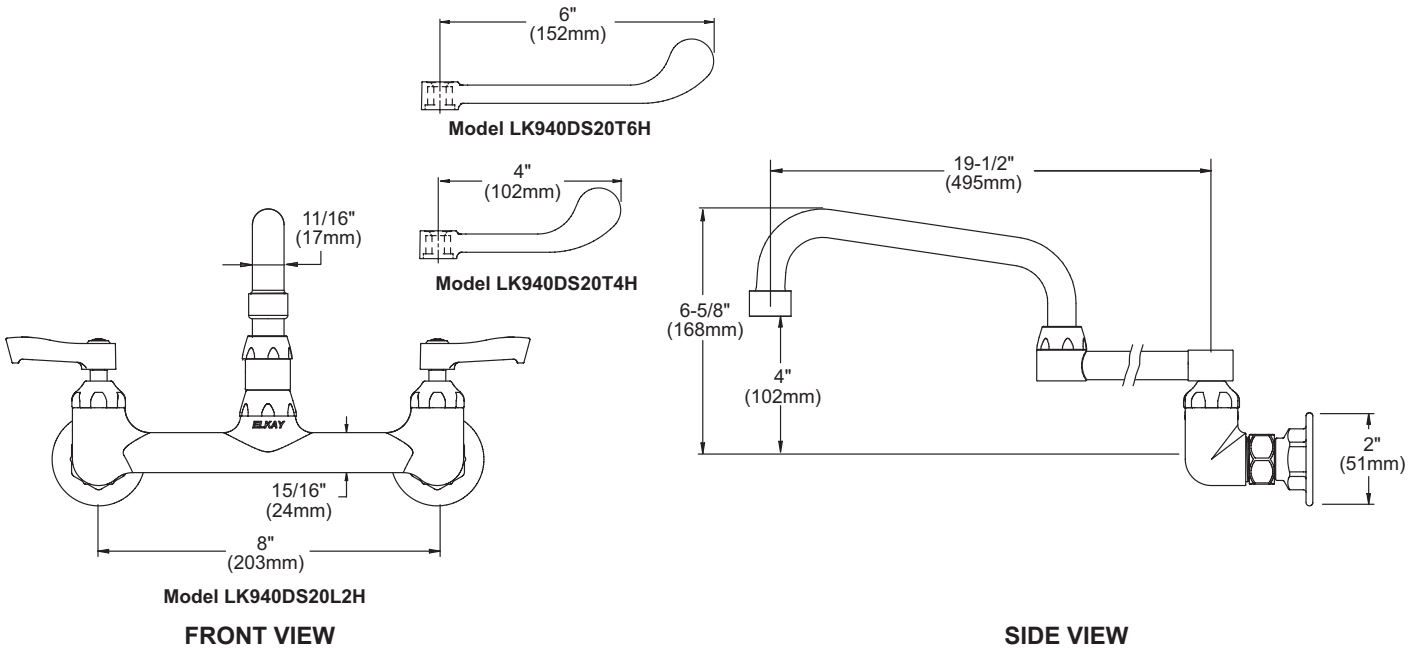 6"
(152mm)
Model LK940DS20T6H
4"
(102mm)
Model LK940DS20T4H
11/16"
(17mm)
ELKAY
15/16"
(24mm)
8"
(203mm)
Model LK940DS20L2H
FRONT VIEW
19-1/2"
(495mm)
6-5/8"
(168mm)
4"
(102mm)
2"
(51mm)
SIDE VIEW